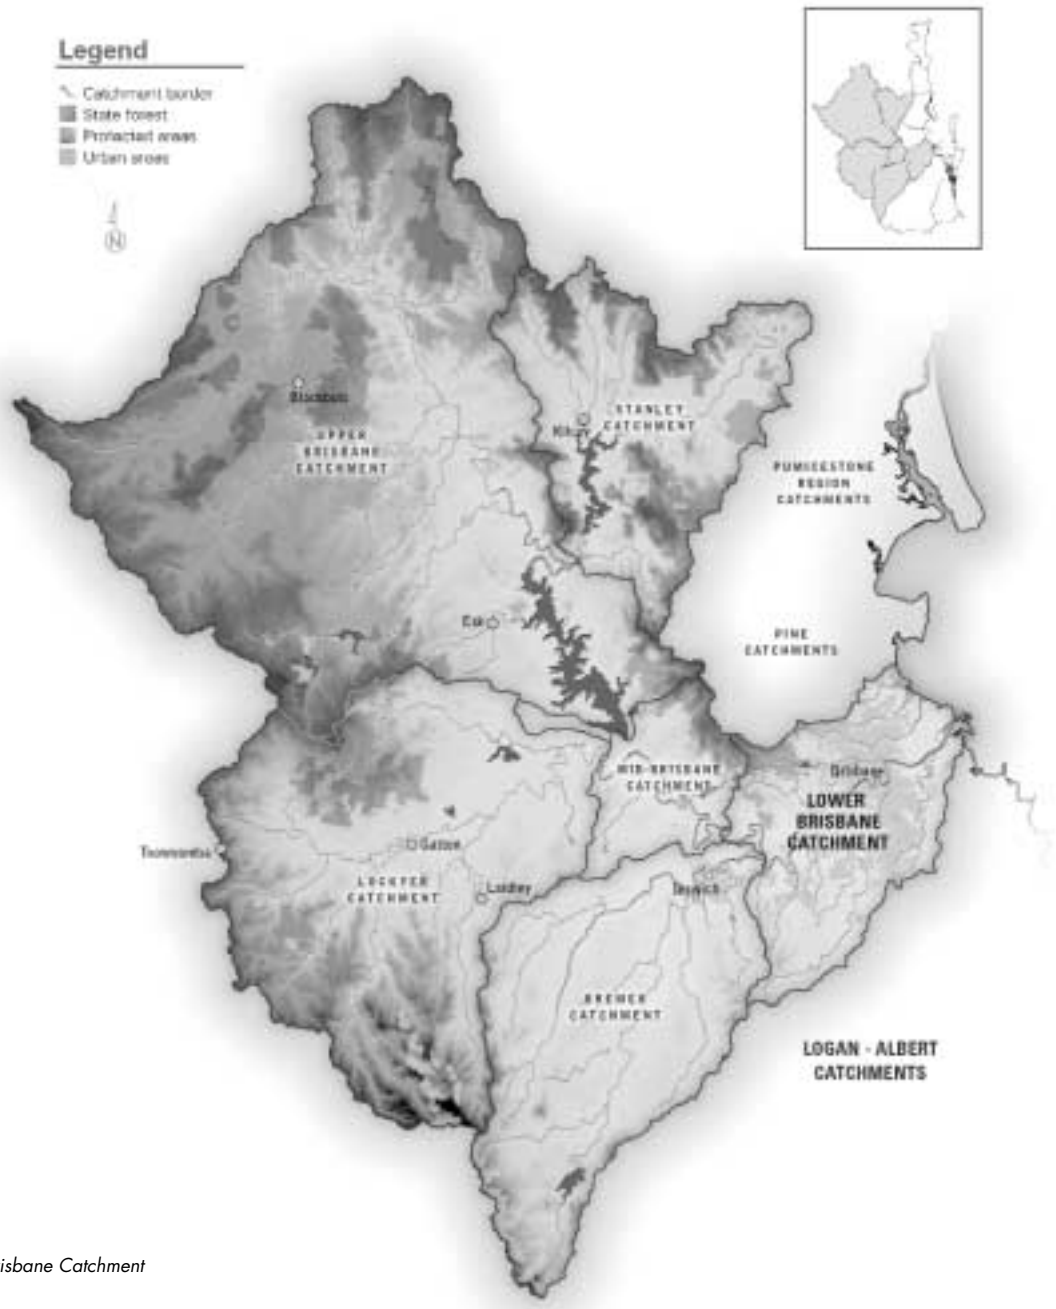 Legend
Catchment border
State forest
Protected areas
Urban areas
N
Blackbutt
UPPER
BRISBANE
CATCHMENT
STANLEY
CATCHMENT
Kilcoy
PUMICESTONE
REGION
CATCHMENTS
Esk
PINE
CATCHMENTS
MID-BRISBANE
CATCHMENT
Brisbane
LOWER
BRISBANE
CATCHMENT
Toowoomba
Gatton
LOCKYER
CATCHMENT
Laidley
Ipswich
BREMER
CATCHMENT
LOGAN - ALBERT
CATCHMENTS
isbane Catchment